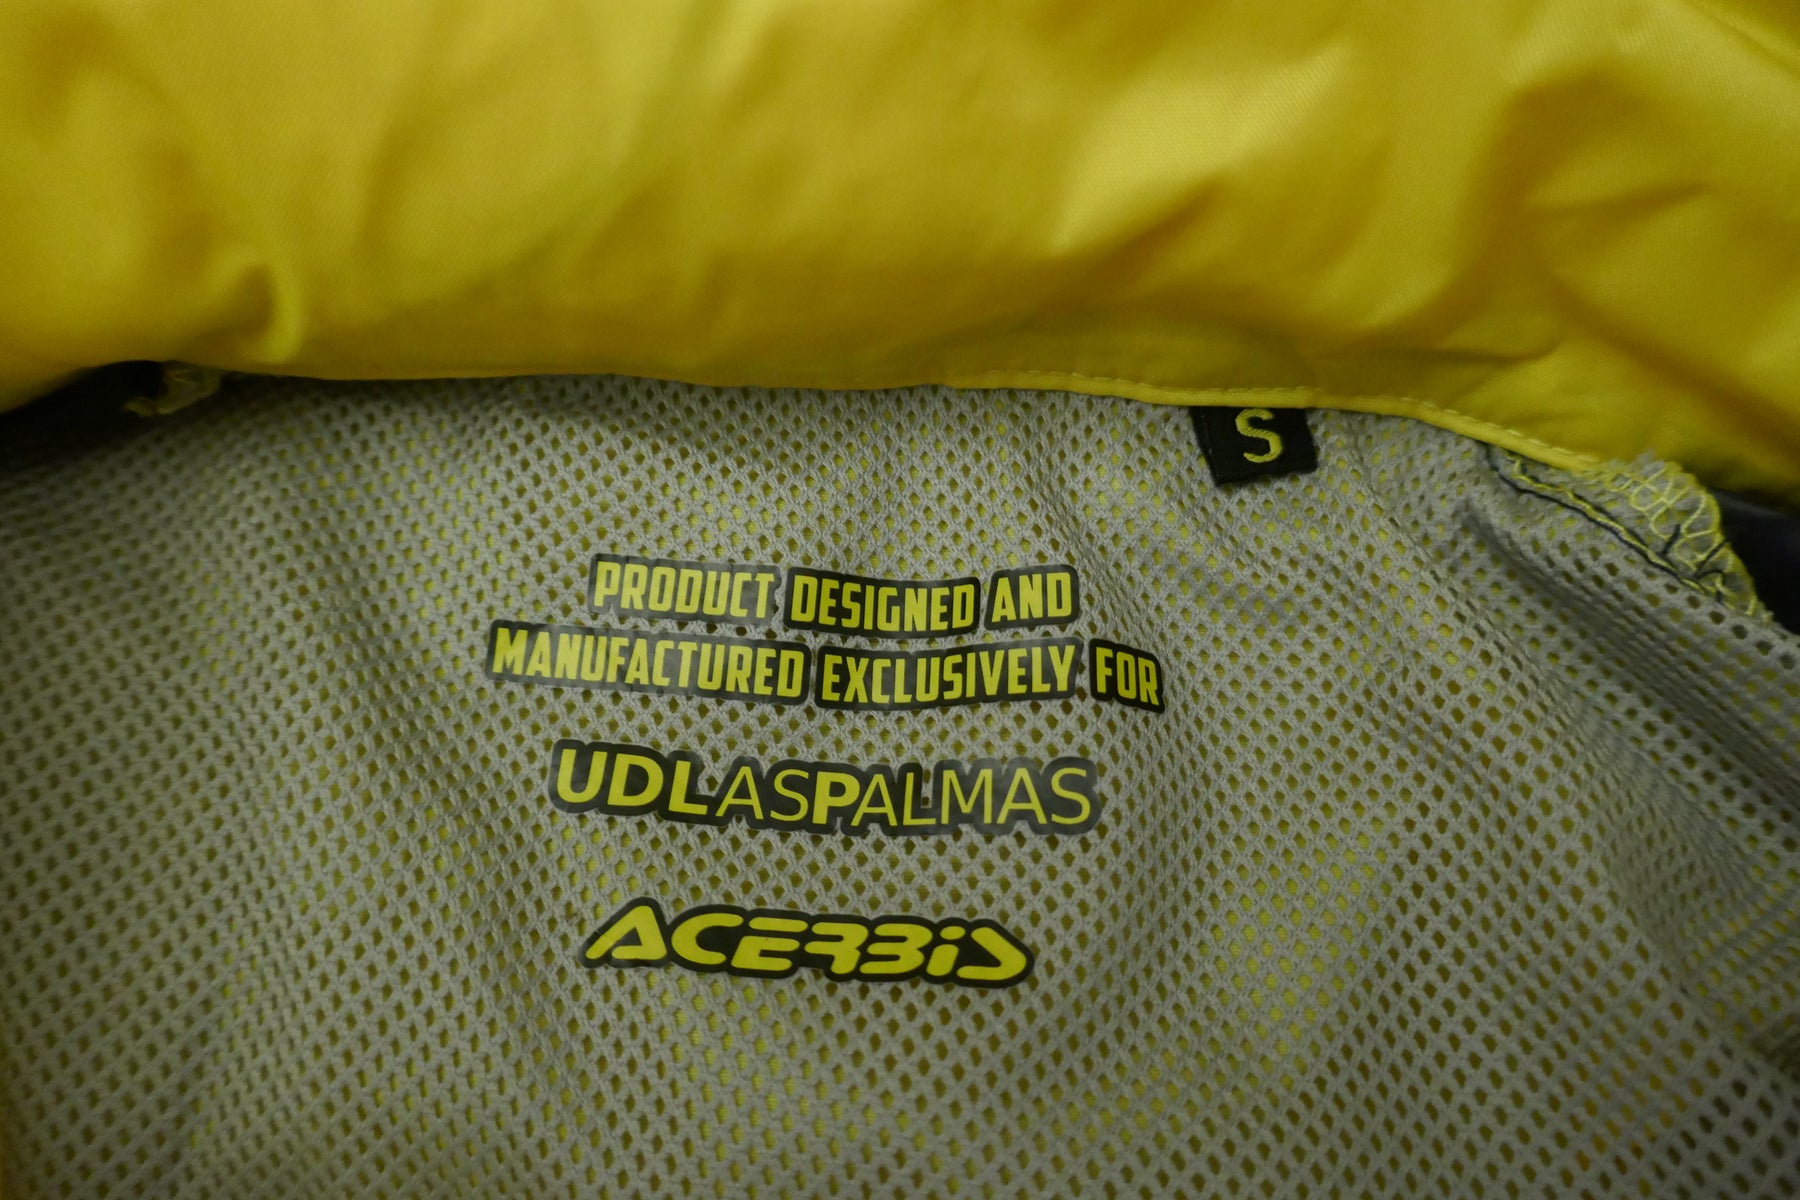 S
PRODUCT DESIGNED AND
MANUFACTURED EXCLUSIVELY FOR
UDLASPALMAS
ACERBIS